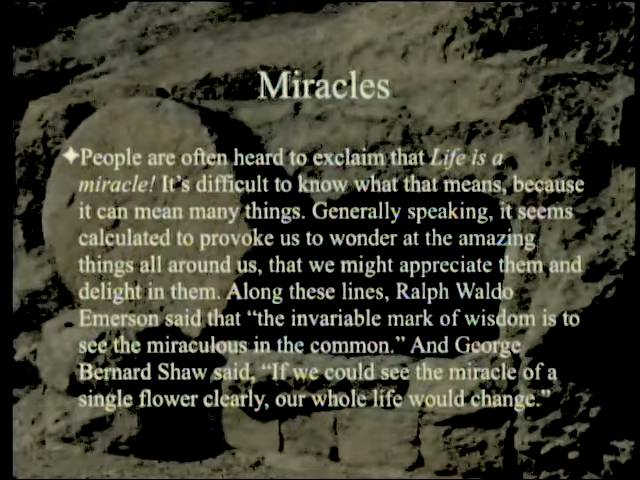 Miracles
✦People are often heard to exclaim that Life is a
miracle! It's difficult to know what that means, because
it can mean many things. Generally speaking, it seems
calculated to provoke us to wonder at the amazing
things all around us, that we might appreciate them and
delight in them. Along these lines, Ralph Waldo
Emerson said that “the invariable mark of wisdom is to
see the miraculous in the common.” And George
Bernard Shaw said, “If we could see the miracle of a
single flower clearly, our whole life would change.”